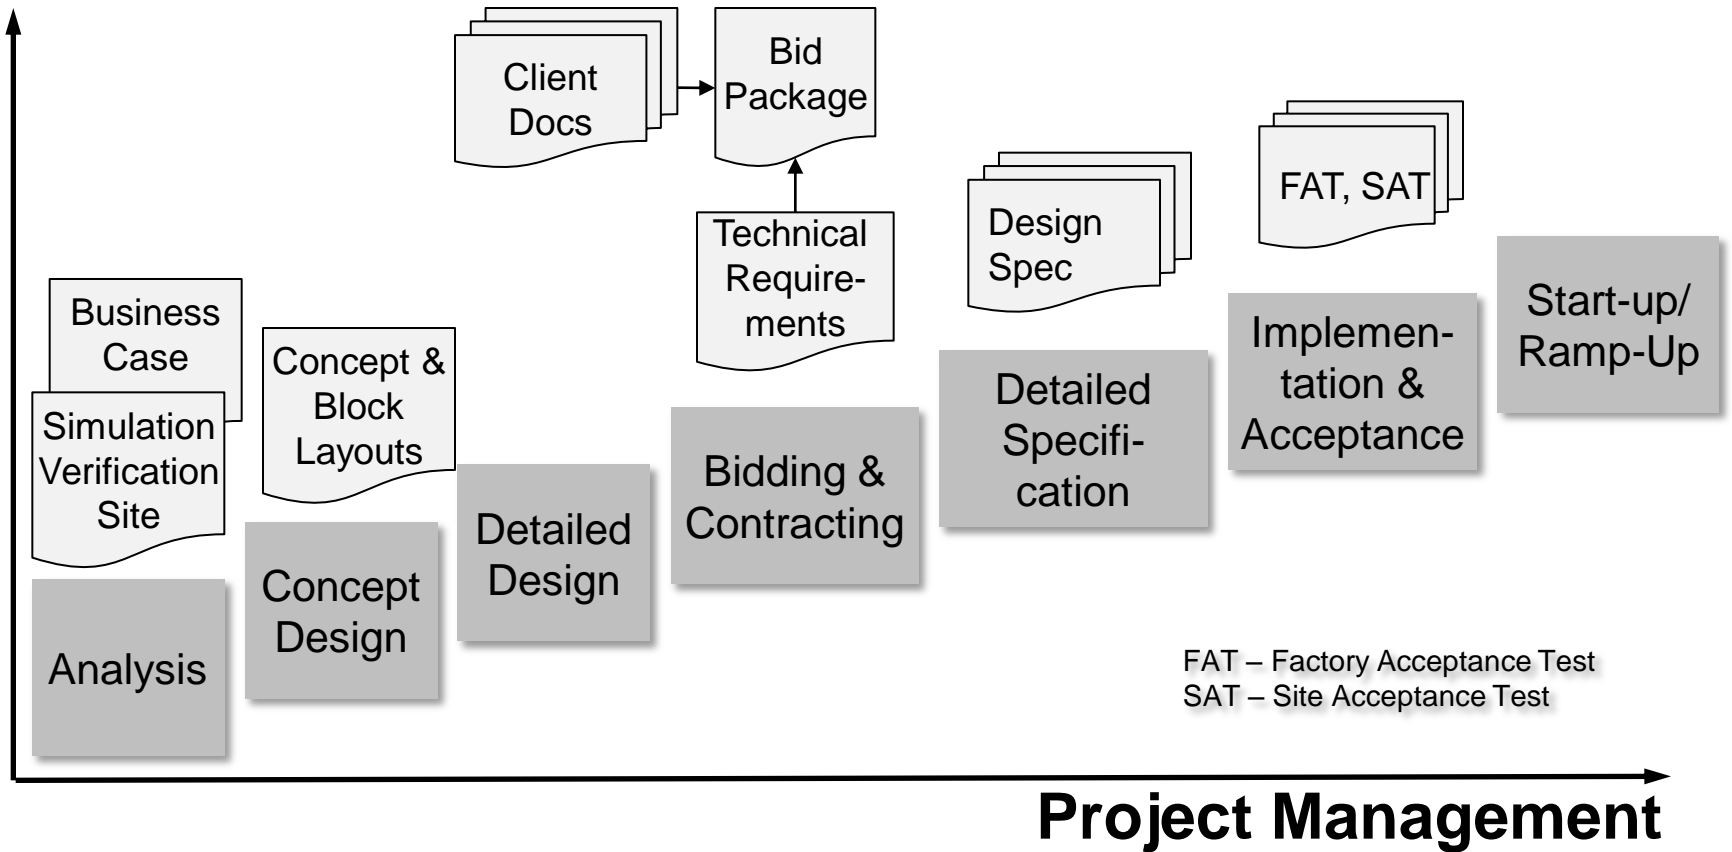 Client
Docs
Bid
Package
FAT, SAT
Design
Spec
Technical
Require-
ments
Business
Case
Concept &
Block
Layouts
Simulation
Verification
Site
Start-up/
Ramp-Up
Implemen-
tation &
Acceptance
Detailed
Specifi-
cation
Bidding &
Contracting
Detailed
Design
Concept
Design
Analysis
FAT – Factory Acceptance Test
SAT – Site Acceptance Test
Project Management